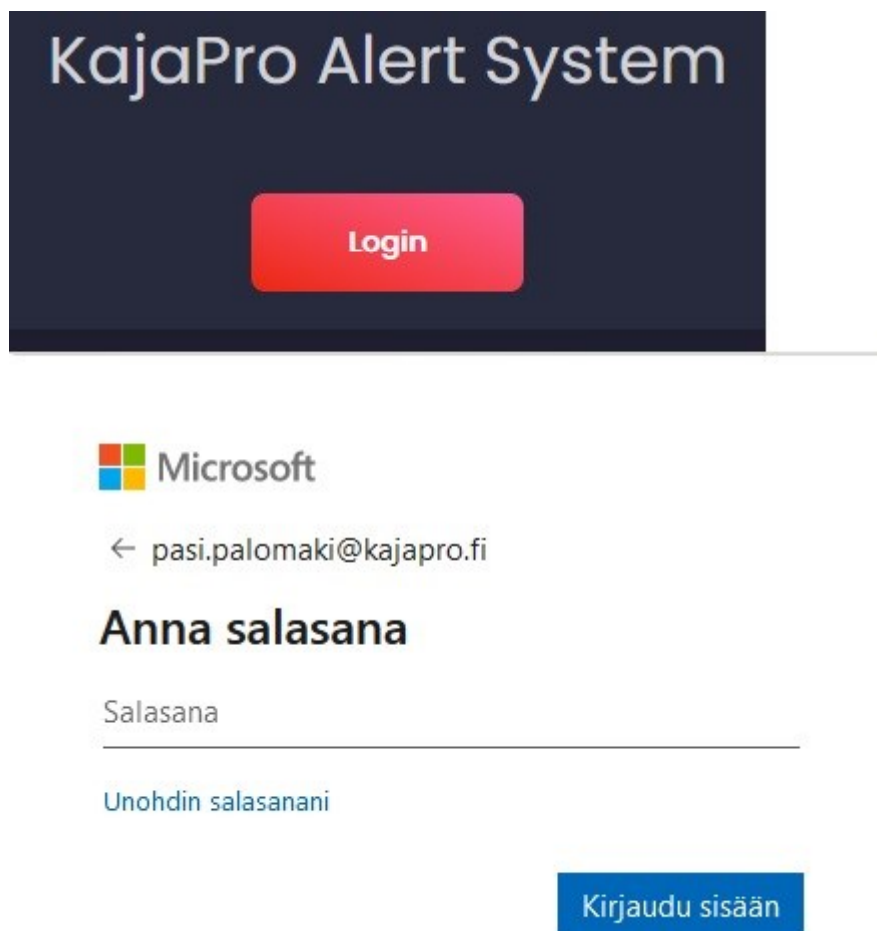 KajaPro Alert System
Login
Microsoft
← pasi.palomaki@kajapro.fi
Anna salasana
Salasana
Unohdin salasanani
Kirjaudu sisään